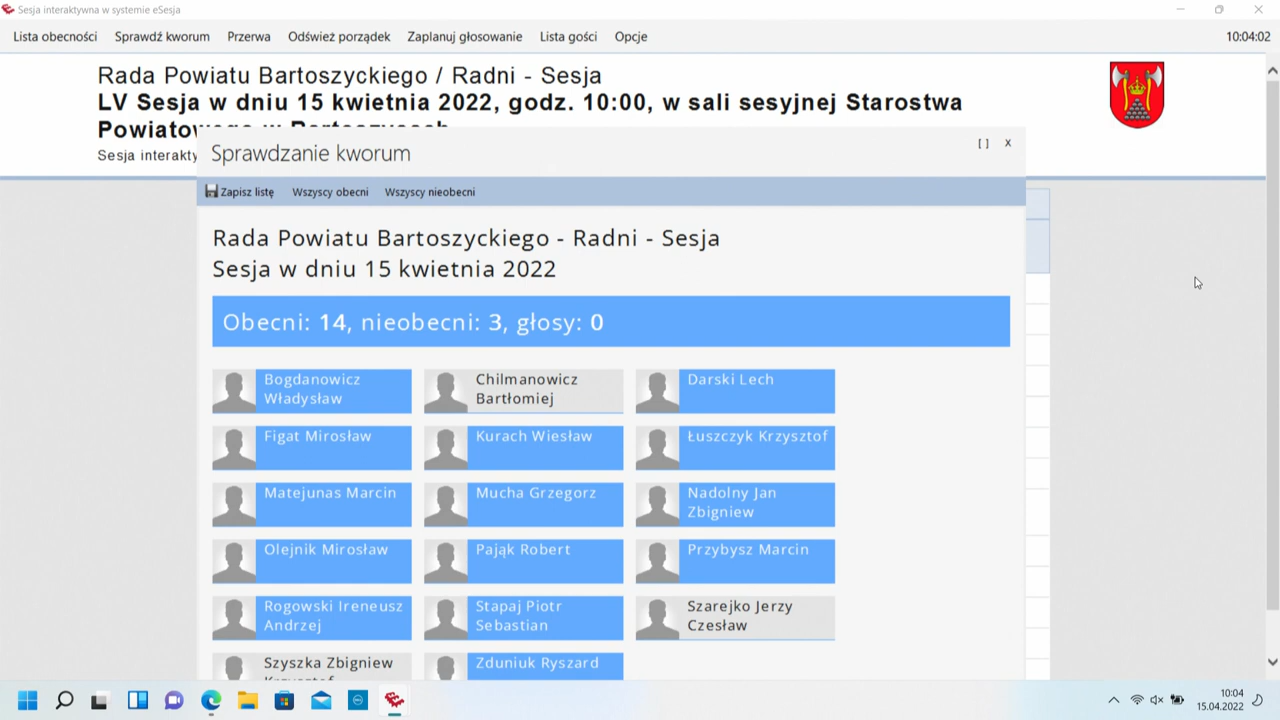 Sesja interaktywna w systemie eSesja
Lista obecności Sprawdź kworum Przerwa Odśwież porządek Zaplanuj głosowanie Lista gości Opcje 10:04:02
Rada Powiatu Bartoszyckiego / Radni - Sesja
LV Sesja w dniu 15 kwietnia 2022, godz. 10:00, w sali sesyjnej Starostwa
Powiatowego w Bartoszycach
Sesja interakty
Sprawdzanie kworum [ ] x
Zapisz listę Wszyscy obecni Wszyscy nieobecni
Rada Powiatu Bartoszyckiego - Radni - Sesja
Sesja w dniu 15 kwietnia 2022
Obecni: 14, nieobecni: 3, głosy: 0
Bogdanowicz Władysław
Chilmanowicz Bartłomiej
Darski Lech
Figat Mirosław
Kurach Wiesław
Łuszczyk Krzysztof
Matejunas Marcin
Mucha Grzegorz
Nadolny Jan Zbigniew
Olejnik Mirosław
Pająk Robert
Przybysz Marcin
Rogowski Ireneusz Andrzej
Stapaj Piotr Sebastian
Szarejko Jerzy Czesław
Szyszka Zbigniew Krzysztof
Zduniuk Ryszard
10:04
15.04.2022